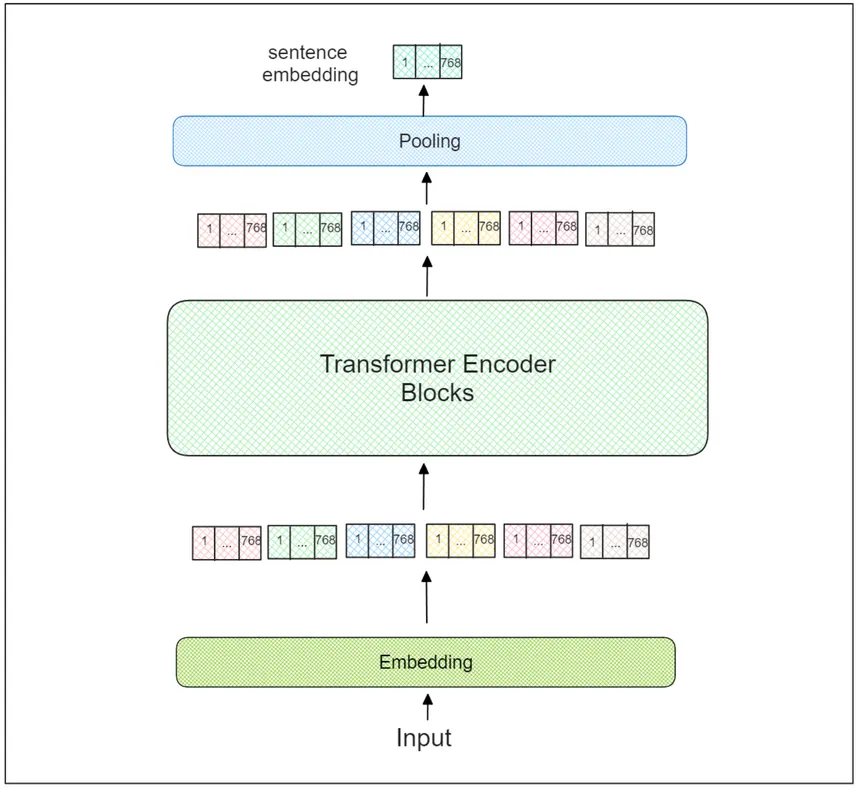 sentence
embedding
1 ... 768
Pooling
1 ... 768 1 ... 768 1 ... 768 1 ... 768 1 ... 768 1 ... 768
Transformer Encoder
Blocks
1 ... 768 1 ... 768 1 ... 768 1 ... 768 1 ... 768 1 ... 768
Embedding
Input